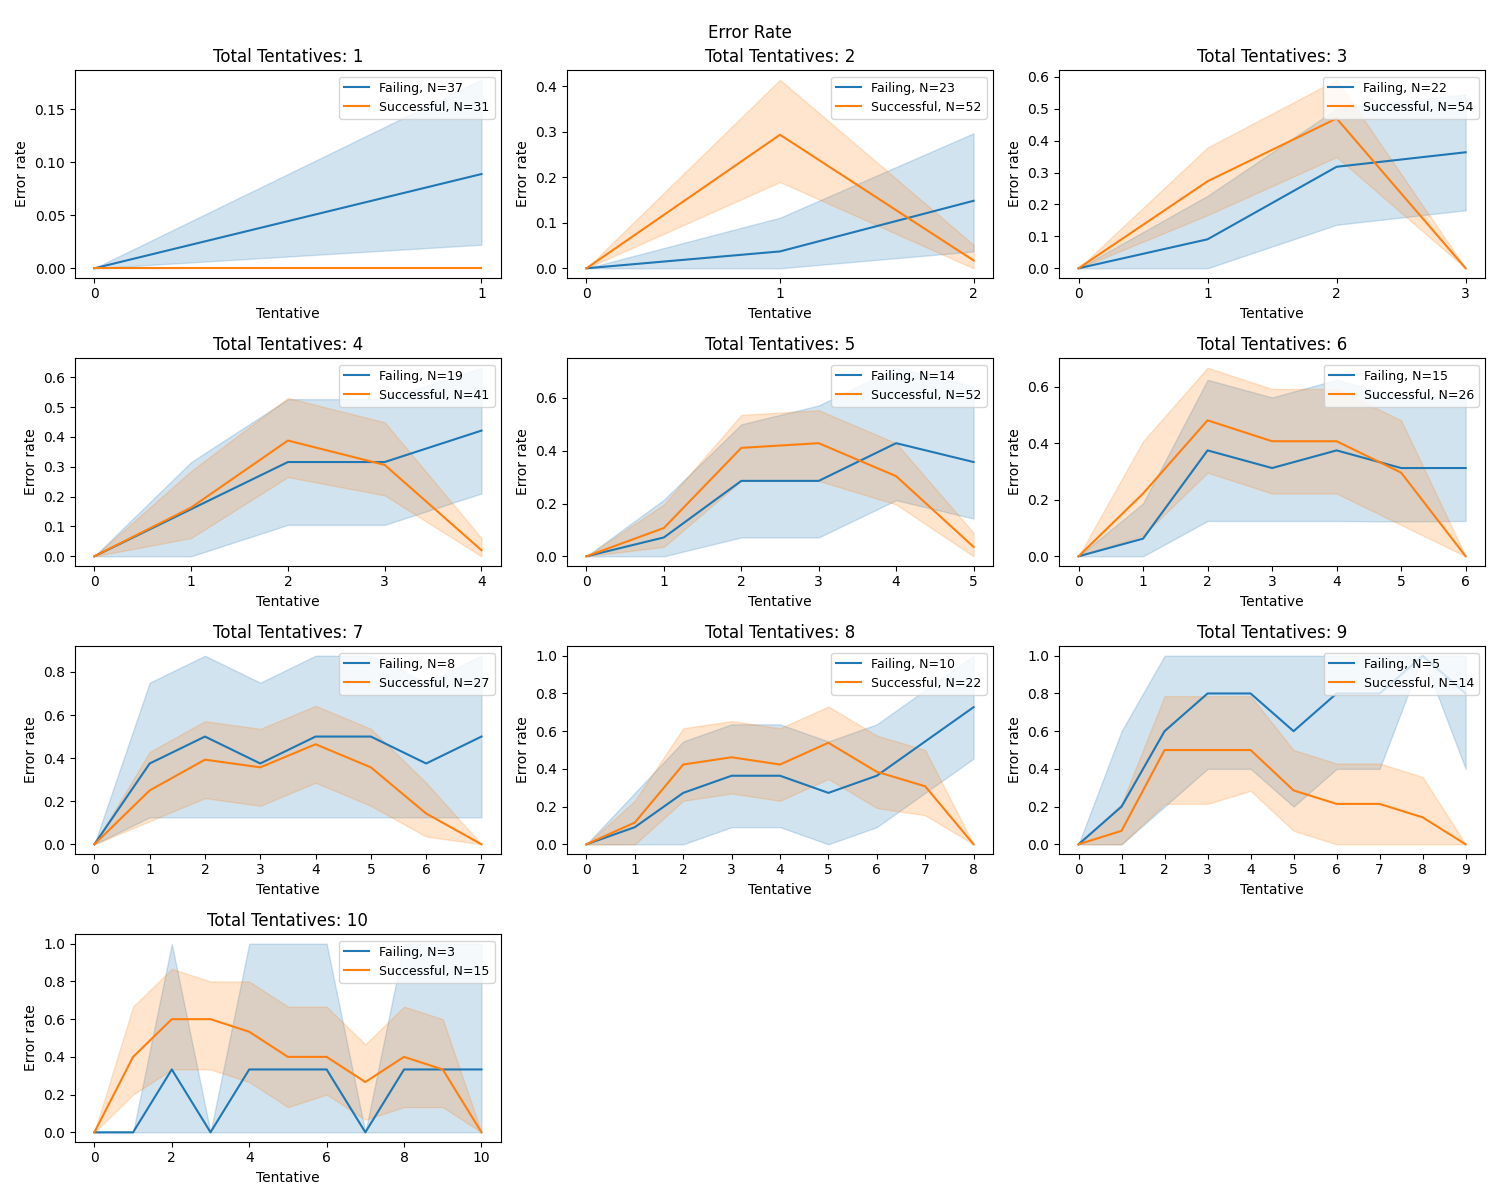 Error Rate
Total Tentatives: 1
Failing, N=37
Successful, N=31
0.15
0.10
0.05
0.00
Error rate
0 1
Tentative
Total Tentatives: 2
Failing, N=23
Successful, N=52
0.4
0.3
0.2
0.1
0.0
Error rate
0 1 2
Tentative
Total Tentatives: 3
Failing, N=22
Successful, N=54
0.6
0.5
0.4
0.3
0.2
0.1
0.0
Error rate
0 1 2 3
Tentative
Total Tentatives: 4
Failing, N=19
Successful, N=41
0.6
0.5
0.4
0.3
0.2
0.1
0.0
Error rate
0 1 2 3 4
Tentative
Total Tentatives: 5
Failing, N=14
Successful, N=52
0.6
0.4
0.2
0.0
Error rate
0 1 2 3 4 5
Tentative
Total Tentatives: 6
Failing, N=15
Successful, N=26
0.6
0.4
0.2
0.0
Error rate
0 1 2 3 4 5 6
Tentative
Total Tentatives: 7
Failing, N=8
Successful, N=27
0.8
0.6
0.4
0.2
0.0
Error rate
0 1 2 3 4 5 6 7
Tentative
Total Tentatives: 8
Failing, N=10
Successful, N=22
1.0
0.8
0.6
0.4
0.2
0.0
Error rate
0 1 2 3 4 5 6 7 8
Tentative
Total Tentatives: 9
Failing, N=5
Successful, N=14
1.0
0.8
0.6
0.4
0.2
0.0
Error rate
0 1 2 3 4 5 6 7 8 9
Tentative
Total Tentatives: 10
Failing, N=3
Successful, N=15
1.0
0.8
0.6
0.4
0.2
0.0
Error rate
0 2 4 6 8 10
Tentative